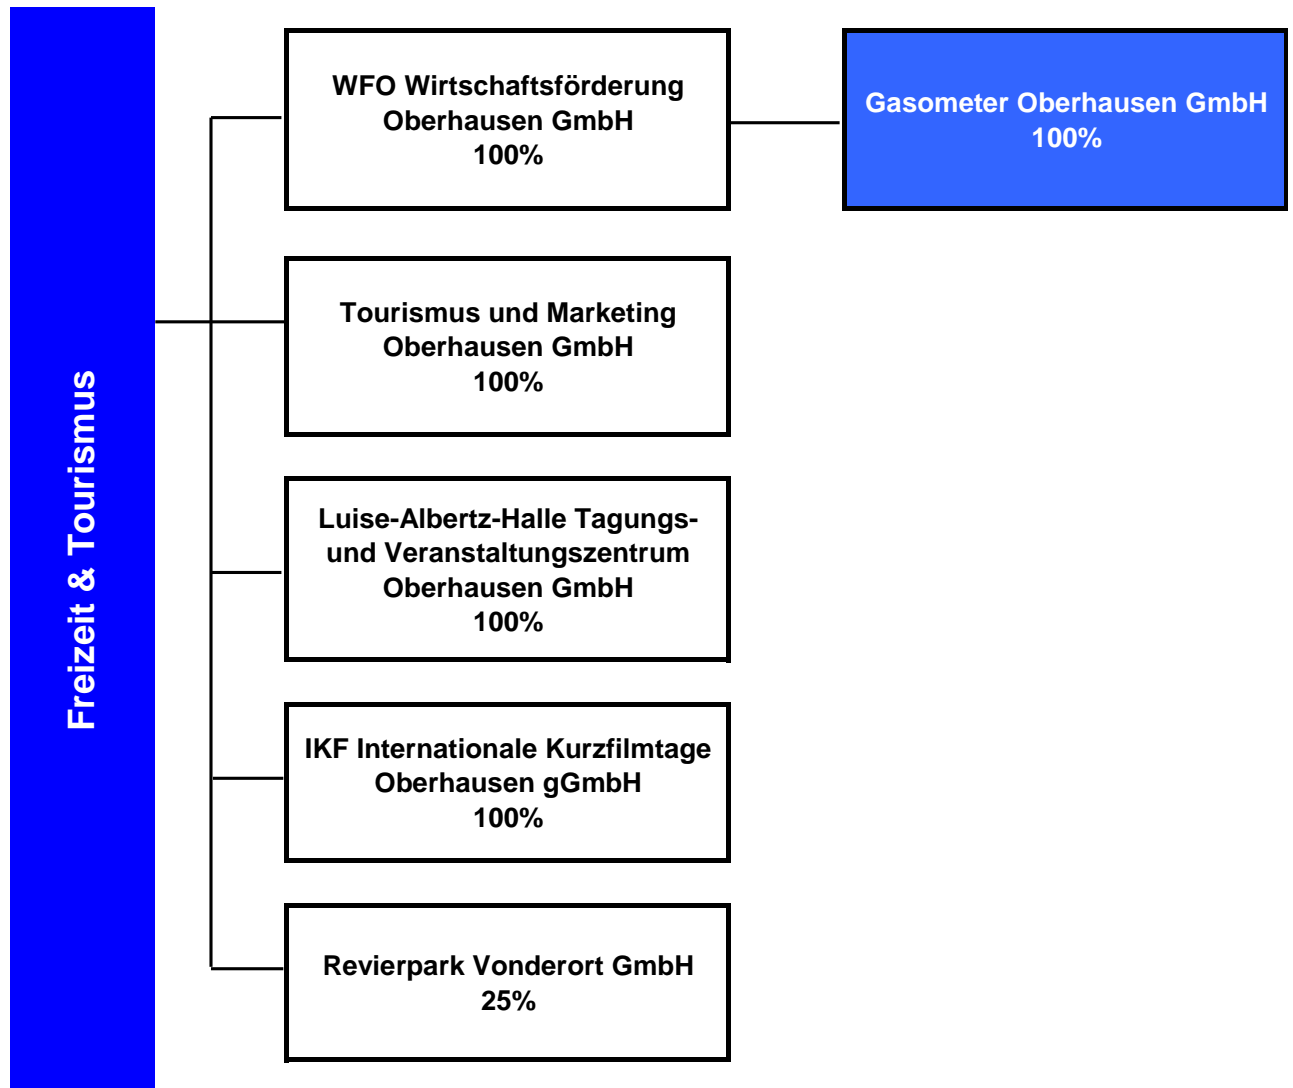 Freizeit & Tourismus
WFO Wirtschaftsförderung
Oberhausen GmbH
100%
Gasometer Oberhausen GmbH
100%
Tourismus und Marketing
Oberhausen GmbH
100%
Luise-Albertz-Halle Tagungs-
und Veranstaltungszentrum
Oberhausen GmbH
100%
IKF Internationale Kurzfilmtage
Oberhausen gGmbH
100%
Revierpark Vonderort GmbH
25%